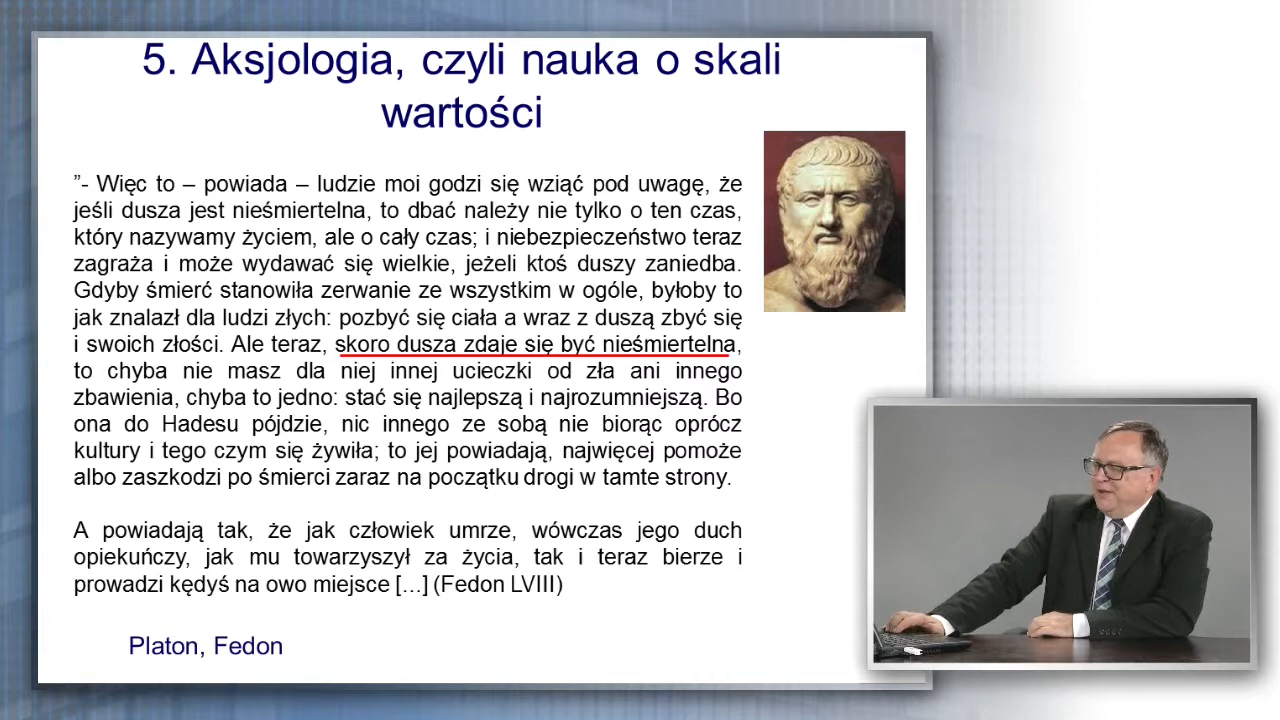 5. Aksjologia, czyli nauka o skali
wartości
”- Więc to – powiada – ludzie moi godzi się wziąć pod uwagę, że
jeśli dusza jest nieśmiertelna, to dbać należy nie tylko o ten czas,
który nazywamy życiem, ale o cały czas; i niebezpieczeństwo teraz
zagraża i może wydawać się wielkie, jeżeli ktoś duszy zaniedba.
Gdyby śmierć stanowiła zerwanie ze wszystkim w ogóle, byłoby to
jak znalazł dla ludzi złych: pozbyć się ciała a wraz z duszą zbyć się
i swoich złości. Ale teraz, skoro dusza zdaje się być nieśmiertelna,
to chyba nie masz dla niej innej ucieczki od zła ani innego
zbawienia, chyba to jedno: stać się najlepszą i najrozumniejszą. Bo
ona do Hadesu pójdzie, nic innego ze sobą nie biorąc oprócz
kultury i tego czym się żywiła; to jej powiadają, najwięcej pomoże
albo zaszkodzi po śmierci zaraz na początku drogi w tamte strony.
A powiadają tak, że jak człowiek umrze, wówczas jego duch
opiekuńczy, jak mu towarzyszył za życia, tak i teraz bierze i
prowadzi kędyś na owo miejsce [...] (Fedon LVIII)
Platon, Fedon